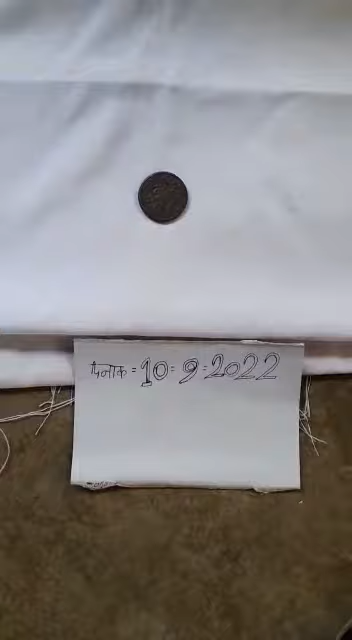 दिनांक = 10 = 9 = 2022